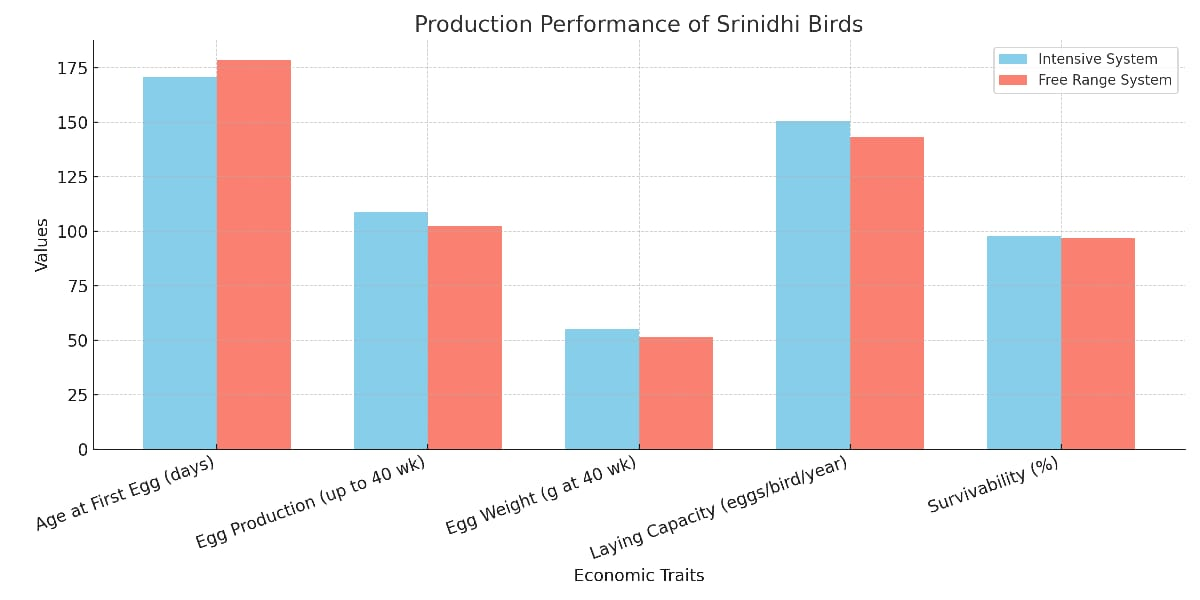 Production Performance of Srinidhi Birds
Intensive System
Free Range System
Values
175
150
125
100
75
50
25
0
Age at First Egg (days)
Egg Production (up to 40 wk)
Egg Weight (g at 40 wk)
Laying Capacity (eggs/bird/year)
Survivability (%)
Economic Traits